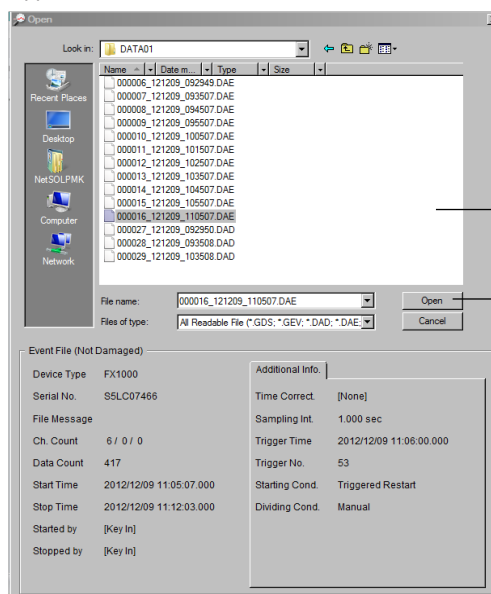 Open
Look in: DATA01
Name Date m... Type Size
000006_121209_092949.DAE
000007_121209_093507.DAE
000008_121209_094507.DAE
000009_121209_095507.DAE
000010_121209_100507.DAE
000011_121209_101507.DAE
000012_121209_102507.DAE
000013_121209_103507.DAE
000014_121209_104507.DAE
000015_121209_105507.DAE
000016_121209_110507.DAE
000027_121209_092950.DAD
000028_121209_093508.DAD
000029_121209_103508.DAD
Recent Places
Desktop
NetSOLPMK
Computer
Network
File name: 000016_121209_110507.DAE Open
Files of type: All Readable File (*.GDS; *.GEV; *.DAD; *.DAE; Cancel
Event File (Not Damaged)
Device Type FX1000
Serial No. S5LC07466
File Message
Ch. Count 6 / 0 / 0
Data Count 417
Start Time 2012/12/09 11:05:07.000
Stop Time 2012/12/09 11:12:03.000
Started by [Key In]
Stopped by [Key In]
Additional Info.
Time Correct. [None]
Sampling Int. 1.000 sec
Trigger Time 2012/12/09 11:06:00.000
Trigger No. 53
Starting Cond. Triggered Restart
Dividing Cond. Manual